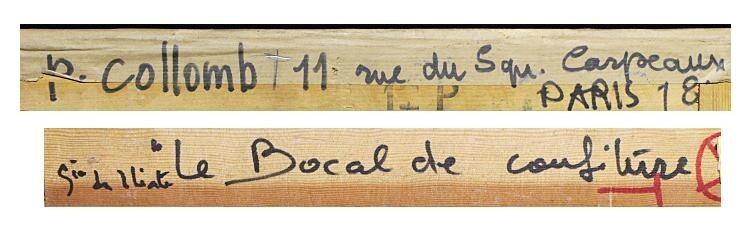 P. Collomb 11 rue du Squ. Carpeaux
PARIS 18
"Le Bocal de confiture